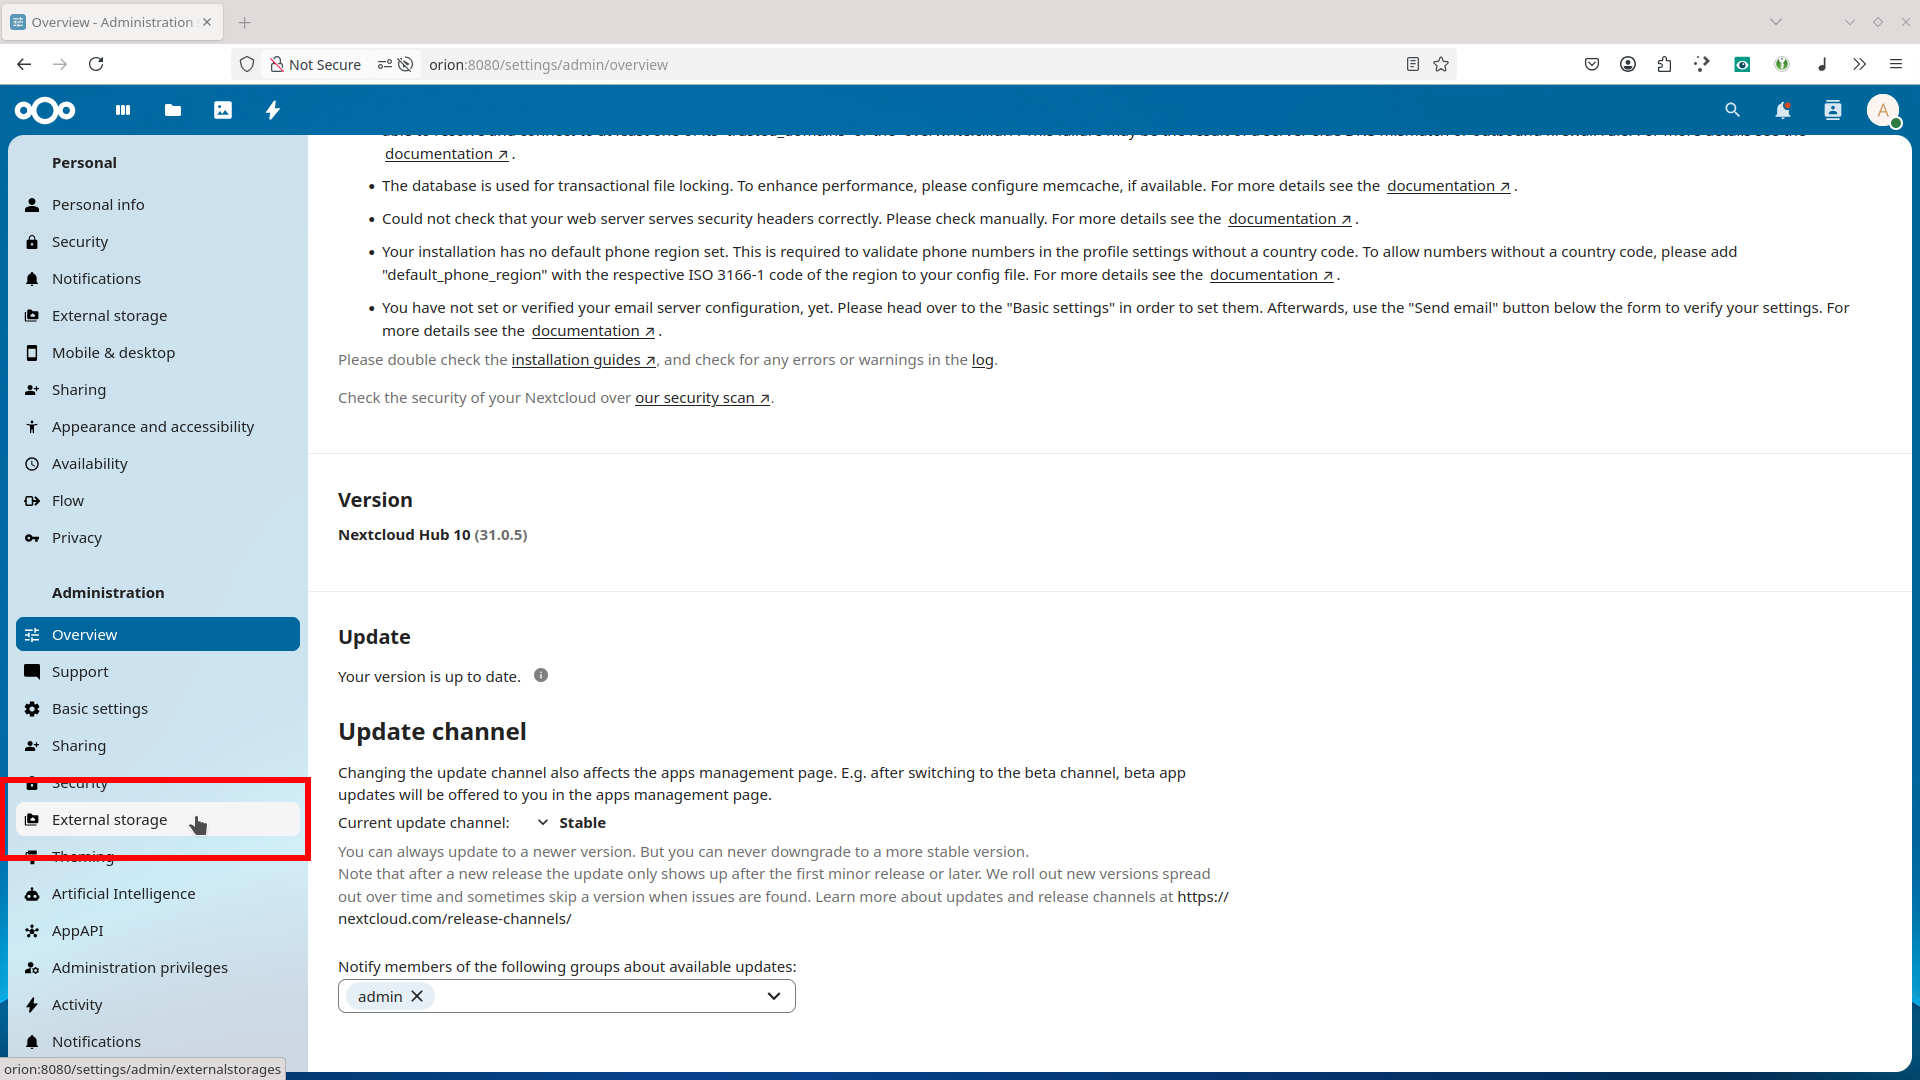 Overview - Administration
Not Secure
orion:8080/settings/admin/overview
A
Personal
Personal info
Security
Notifications
External storage
Mobile & desktop
Sharing
Appearance and accessibility
Availability
Flow
Privacy
Administration
Overview
Support
Basic settings
Sharing
Security
External storage
Theming
Artificial Intelligence
AppAPI
Administration privileges
Activity
Notifications
orion:8080/settings/admin/externalstorages
documentation ↗ .
• The database is used for transactional file locking. To enhance performance, please configure memcache, if available. For more details see the documentation ↗ .
• Could not check that your web server serves security headers correctly. Please check manually. For more details see the documentation ↗ .
• Your installation has no default phone region set. This is required to validate phone numbers in the profile settings without a country code. To allow numbers without a country code, please add
"default_phone_region" with the respective ISO 3166-1 code of the region to your config file. For more details see the documentation ↗ .
• You have not set or verified your email server configuration, yet. Please head over to the "Basic settings" in order to set them. Afterwards, use the "Send email" button below the form to verify your settings. For
more details see the documentation ↗ .
Please double check the installation guides ↗, and check for any errors or warnings in the log.
Check the security of your Nextcloud over our security scan ↗.
Version
Nextcloud Hub 10 (31.0.5)
Update
Your version is up to date.
Update channel
Changing the update channel also affects the apps management page. E.g. after switching to the beta channel, beta app
updates will be offered to you in the apps management page.
Current update channel: Stable
You can always update to a newer version. But you can never downgrade to a more stable version.
Note that after a new release the update only shows up after the first minor release or later. We roll out new versions spread
out over time and sometimes skip a version when issues are found. Learn more about updates and release channels at https://
nextcloud.com/release-channels/
Notify members of the following groups about available updates:
admin